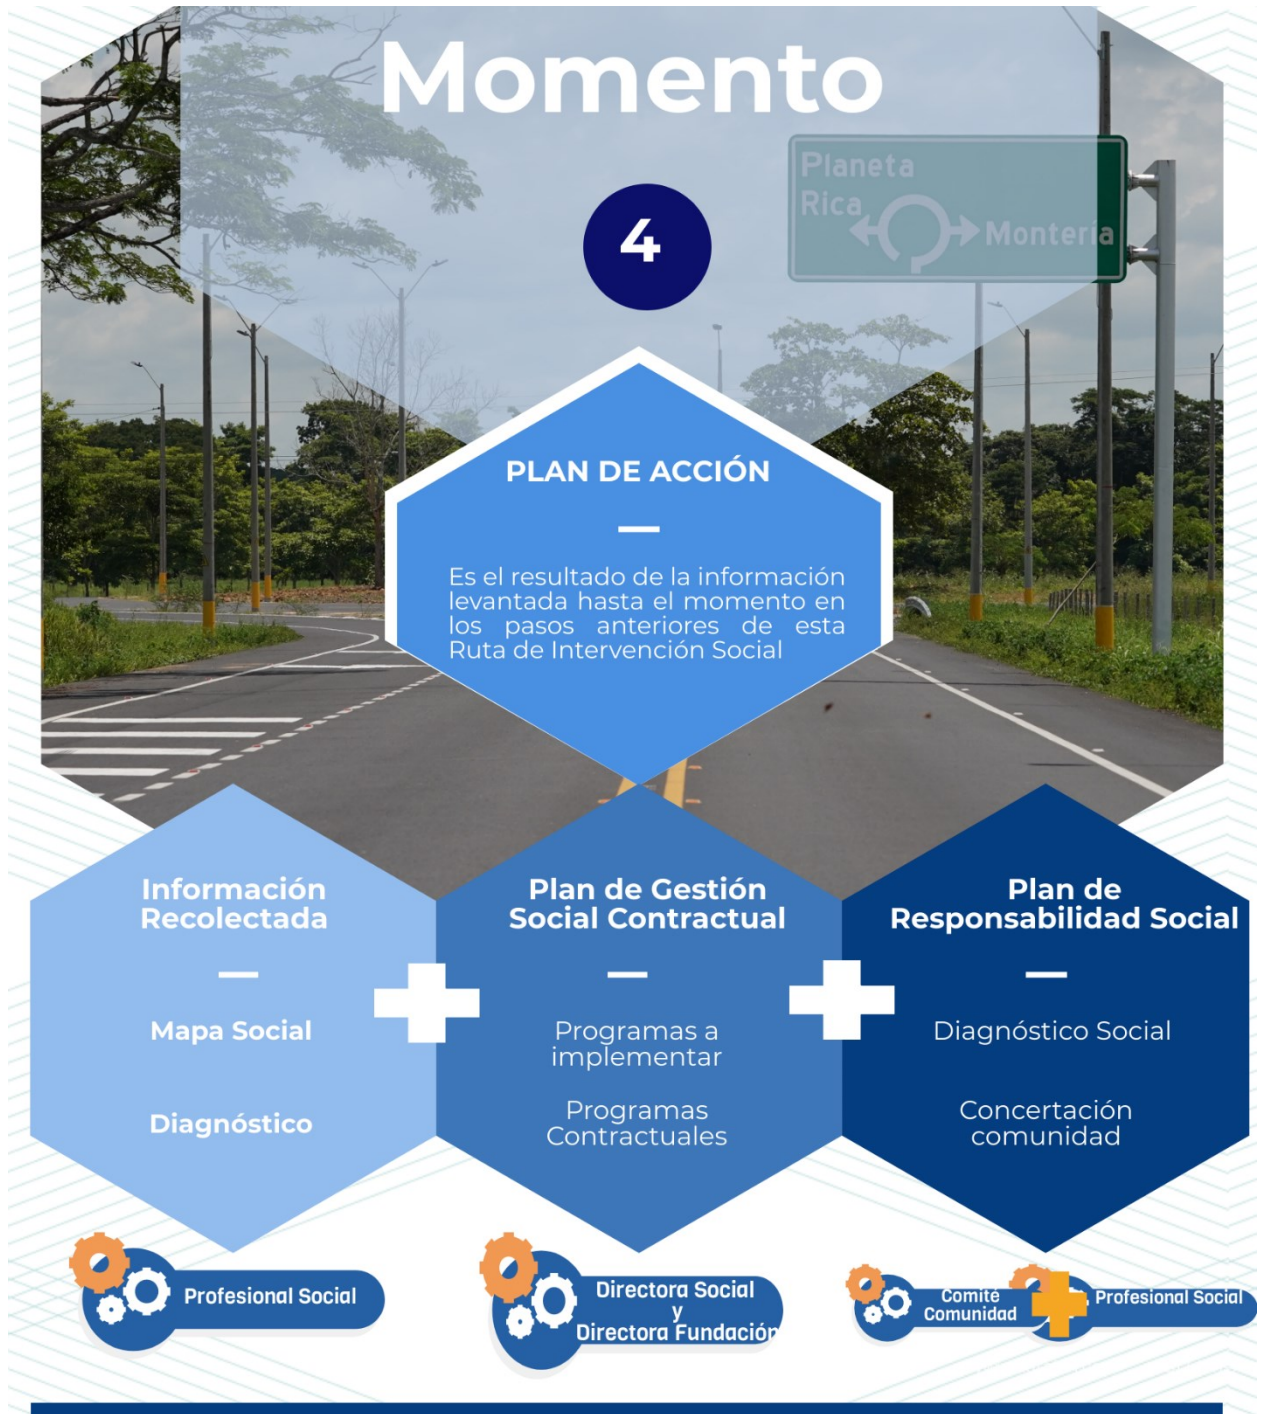 Momento
4
Planeta
Rica
Montería
PLAN DE ACCIÓN
Es el resultado de la información
levantada hasta el momento en
los pasos anteriores de esta
Ruta de Intervención Social
Información
Recolectada
Mapa Social
Diagnóstico
Plan de Gestión
Social Contractual
Programas a
implementar
Programas
Contractuales
Plan de
Responsabilidad Social
Diagnóstico Social
Concertación
comunidad
Profesional Social
Directora Social
y
Directora Fundación
Comité
Comunidad
Profesional Social